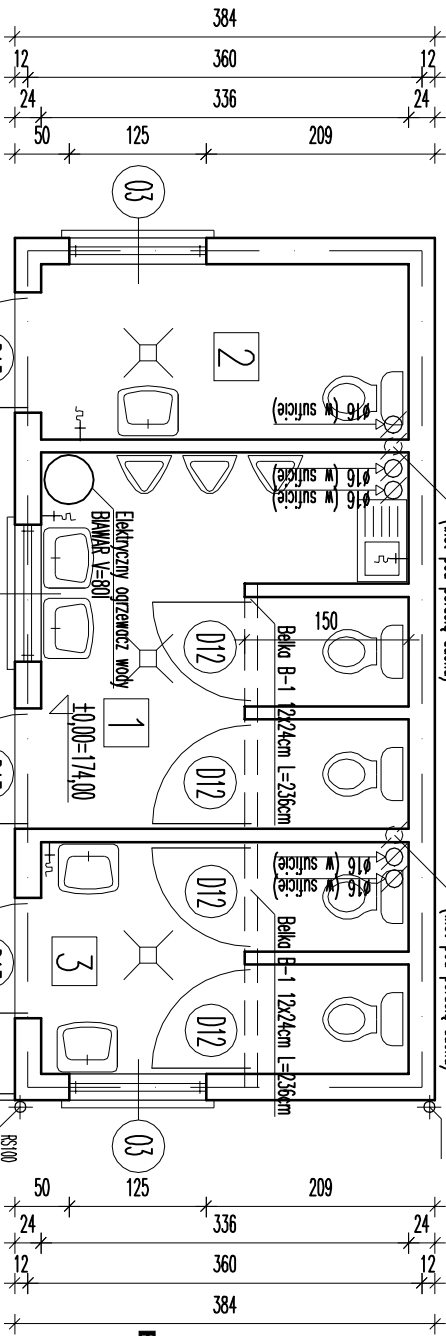 384
12 360 12
24 336 24
50 125 209
03
2
ø16 (w suficie)
ø16 (w suficie)
ø16 (w suficie)
Elektryczny ogrzewacz wody
BIAWAR V=80l
150
D12
Belka B-1 12x24cm L=236cm
1
±0,00=174,00
D12
ø16 (w suficie)
ø16 (w suficie)
D12
Belka B-1 12x24cm L=236cm
3
D12
03
RS100
50 125 209
24 336 24
12 360 12
384